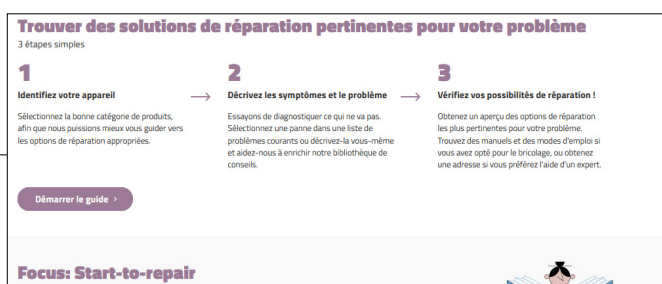 Trouver des solutions de réparation pertinentes pour votre problème
3 étapes simples
1
Identifiez votre appareil
Sélectionnez la bonne catégorie de produits,
afin que nous puissions mieux vous guider vers
les options de réparation appropriées.
2
Décrivez les symptômes et le problème
Essayons de diagnostiquer ce qui ne va pas.
Sélectionnez une panne dans une liste de
problèmes courants ou décrivez-la vous-même
et aidez-nous à enrichir notre bibliothèque de
conseils.
3
Vérifiez vos possibilités de réparation !
Obtenez un aperçu des options de réparation
les plus pertinentes pour votre problème.
Trouvez des manuels et des modes d'emploi si
vous avez opté pour le bricolage, ou obtenez
une adresse si vous préférez l'aide d'un expert.
Démarrer le guide
Focus: Start-to-repair